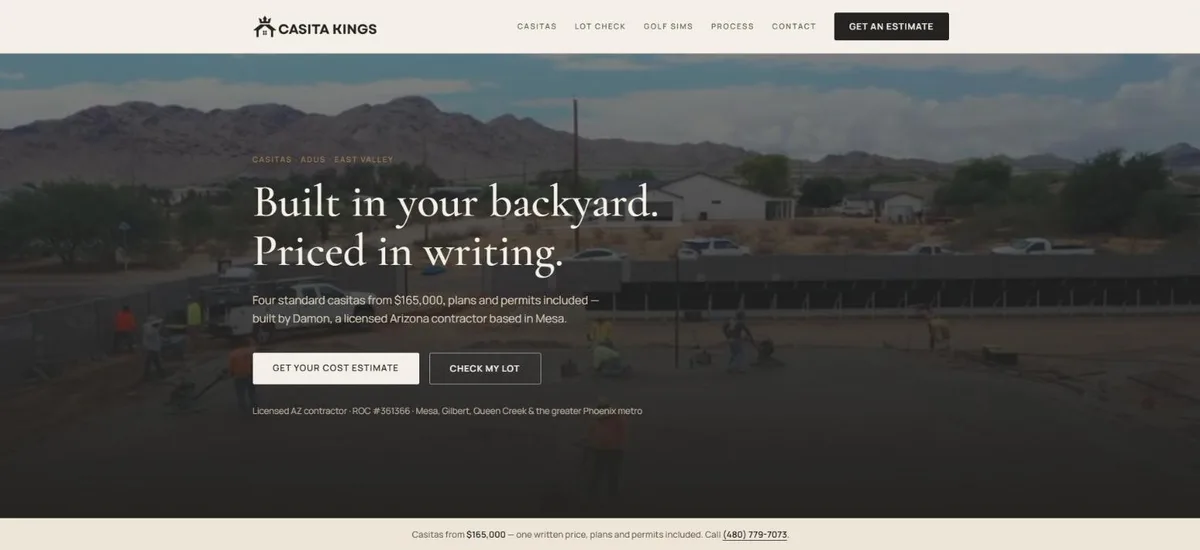 CASITA KINGS
CASITAS
LOT CHECK
GOLF SIMS
PROCESS
CONTACT
GET AN ESTIMATE
CASITAS · ADUS · EAST VALLEY
Built in your backyard.
Priced in writing.
Four standard casitas from $165,000, plans and permits included —
built by Damon, a licensed Arizona contractor based in Mesa.
GET YOUR COST ESTIMATE
CHECK MY LOT
Licensed AZ contractor · ROC #361366 · Mesa, Gilbert, Queen Creek & the greater Phoenix metro
Casitas from $165,000 — one written price, plans and permits included. Call (480) 779-7073.